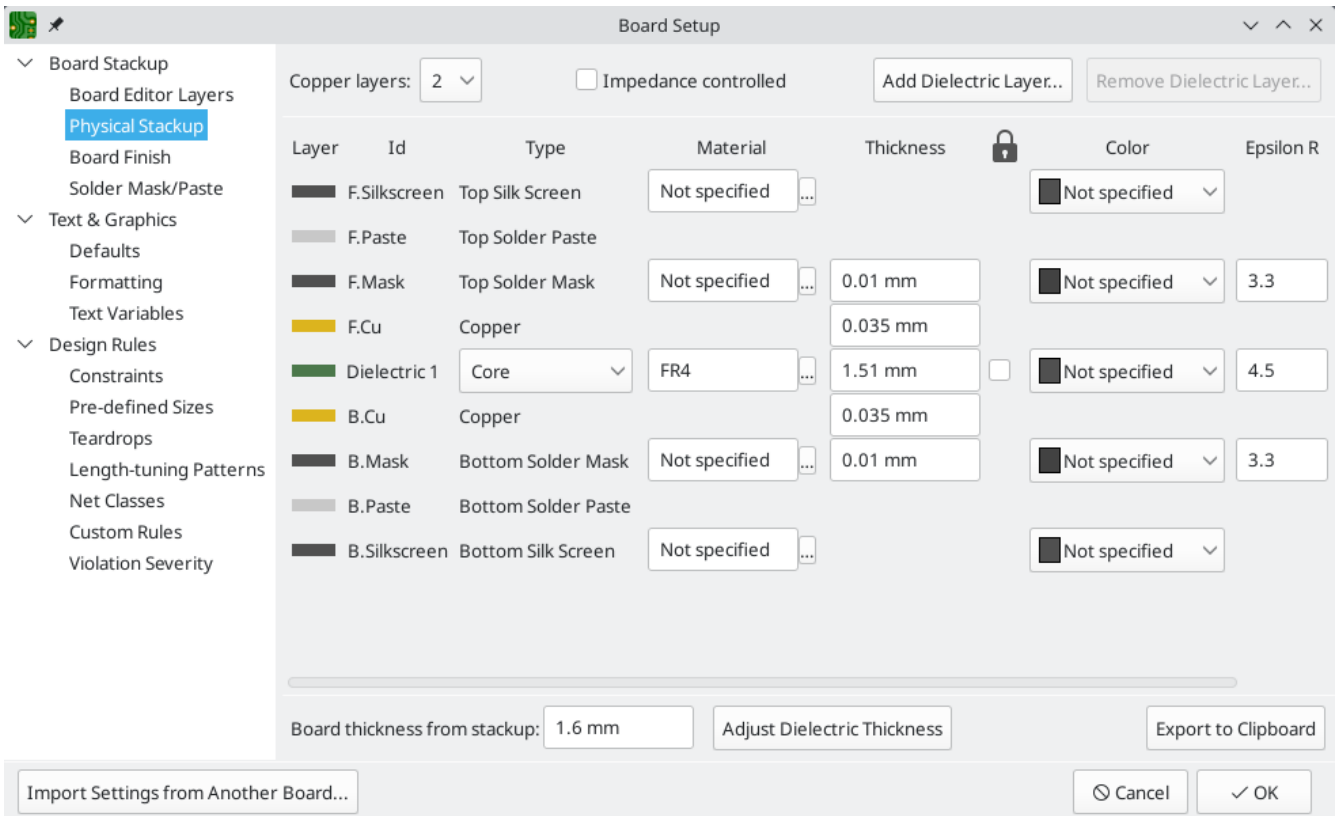 Board Setup
Board Stackup
Board Editor Layers
Physical Stackup
Board Finish
Solder Mask/Paste
Text & Graphics
Defaults
Formatting
Text Variables
Design Rules
Constraints
Pre-defined Sizes
Teardrops
Length-tuning Patterns
Net Classes
Custom Rules
Violation Severity
Copper layers: 2 Impedance controlled Add Dielectric Layer... Remove Dielectric Layer...
Layer Id Type Material Thickness Color Epsilon R
F.Silkscreen Top Silk Screen Not specified ... Not specified
F.Paste Top Solder Paste
F.Mask Top Solder Mask Not specified ... 0.01 mm Not specified 3.3
F.Cu Copper 0.035 mm
Dielectric 1 Core FR4 ... 1.51 mm Not specified 4.5
B.Cu Copper 0.035 mm
B.Mask Bottom Solder Mask Not specified ... 0.01 mm Not specified 3.3
B.Paste Bottom Solder Paste
B.Silkscreen Bottom Silk Screen Not specified ... Not specified
Board thickness from stackup: 1.6 mm Adjust Dielectric Thickness Export to Clipboard
Import Settings from Another Board... Cancel OK